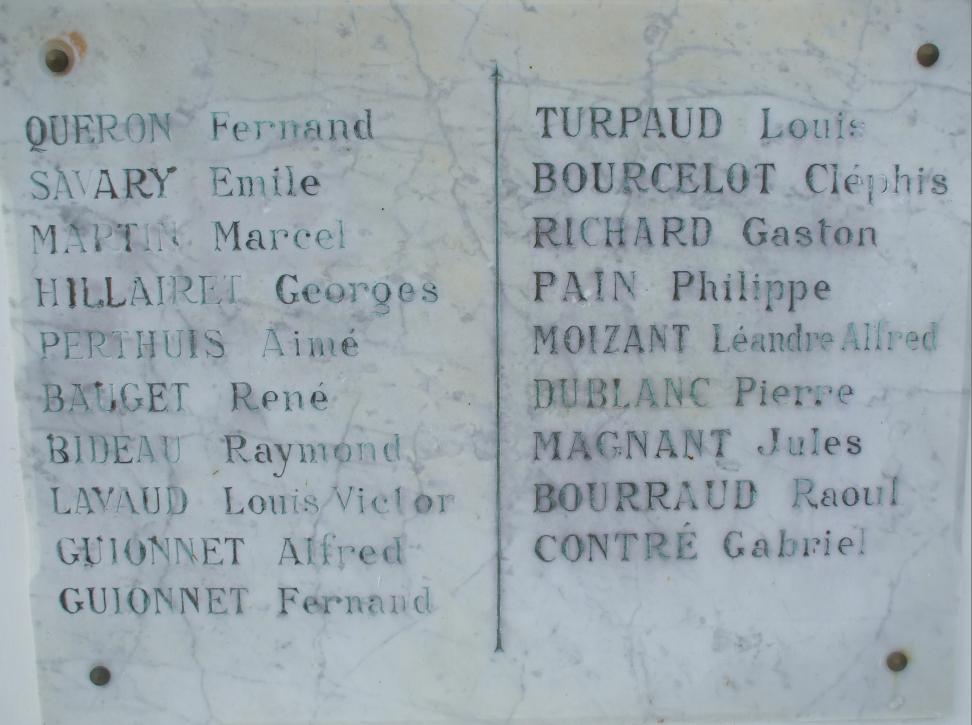 QUERON Fernand
SAVARY Emile
MARTIN Marcel
HILLAIRET Georges
PERTHUIS Aimé
BAUGET René
BIDEAU Raymond
LAVAUD Louis Victor
GUIONNET Alfred
GUIONNET Fernand
TURPAUD Louis
BOURCELOT Cléphis
RICHARD Gaston
PAIN Philippe
MOIZANT Léandre Alfred
DUBLANC Pierre
MAGNANT Jules
BOURRAUD Raoul
CONTRÉ Gabriel